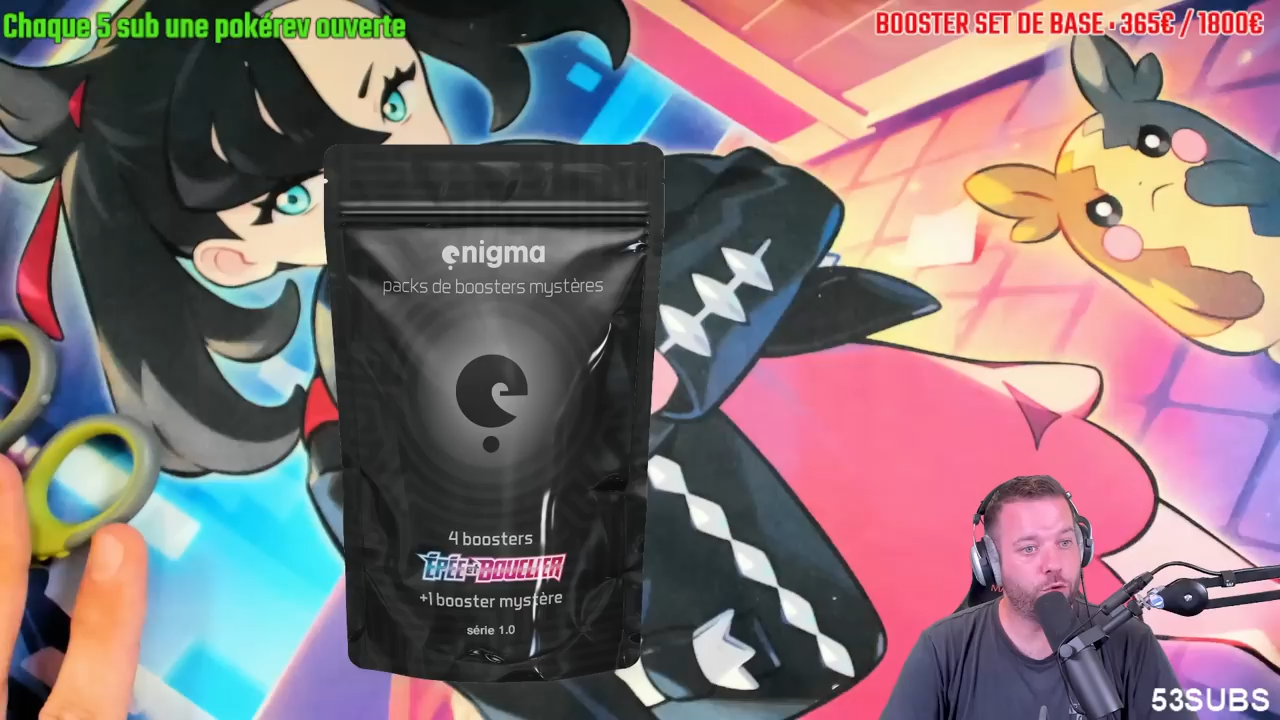 Chaque 5 sub une pokérev ouverte
BOOSTER SET DE BASE · 365€ / 1800€
enigma
packs de boosters mystères
4 boosters
ÉPÉE et BOUCLIER
+1 booster mystère
série 1.0
53SUBS